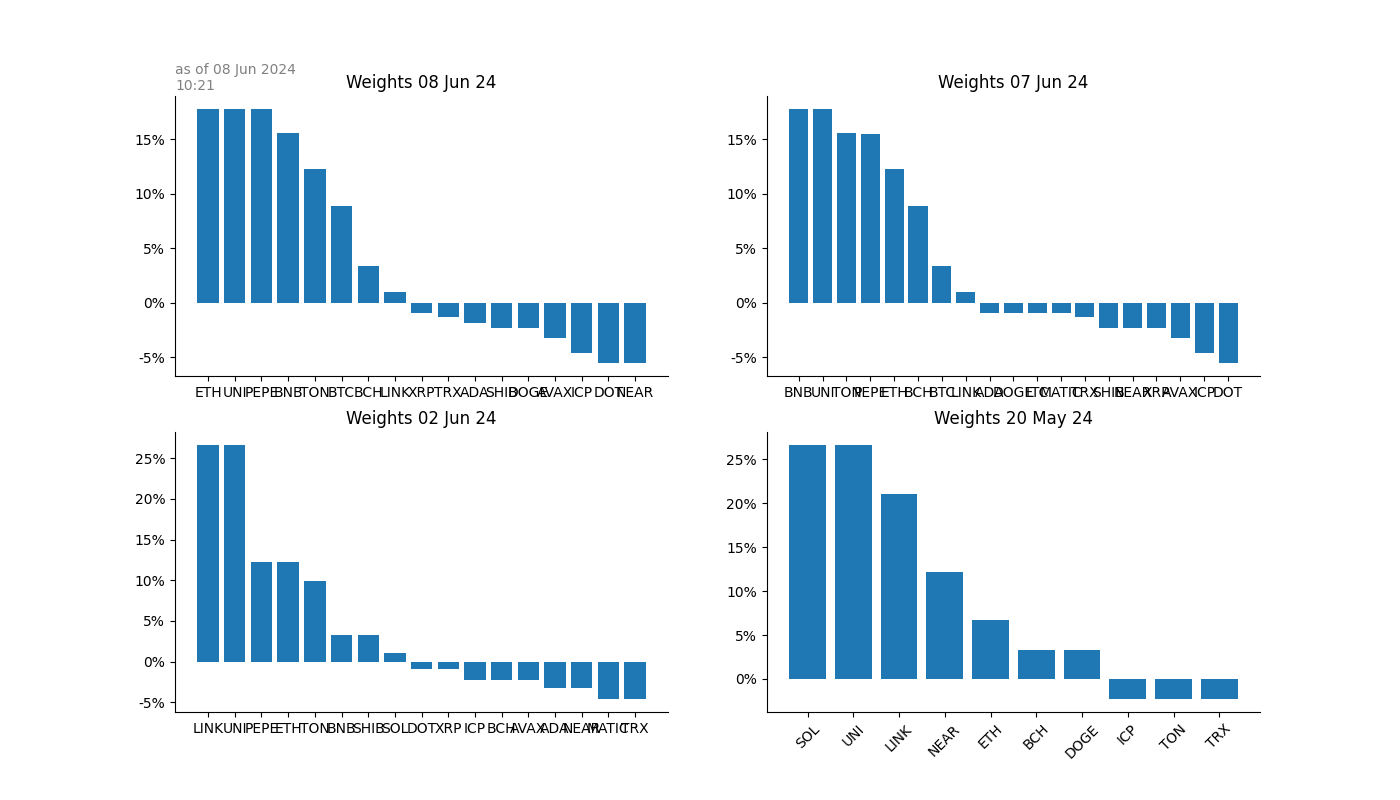 as of 08 Jun 2024
10:21
Weights 08 Jun 24
15%
10%
5%
0%
-5%
ETH UNI PEPE BNB TON BTC BCH LINK XRP TRX ADA SHIB DOGE AVAX ICP DOT NEAR
Weights 07 Jun 24
15%
10%
5%
0%
-5%
BNB UNI TON PEPE ETH BCH BTC LINK ADA DOGE ETC MATIC TRX SHIB NEAR XRP AVAX ICP DOT
Weights 02 Jun 24
25%
20%
15%
10%
5%
0%
-5%
LINK UNI PEPE ETH TON BNB SHIB SOL DOT XRP ICP BCH AVAX ADA NEAR MATIC TRX
Weights 20 May 24
25%
20%
15%
10%
5%
0%
SOL UNI LINK NEAR ETH BCH DOGE ICP TON TRX